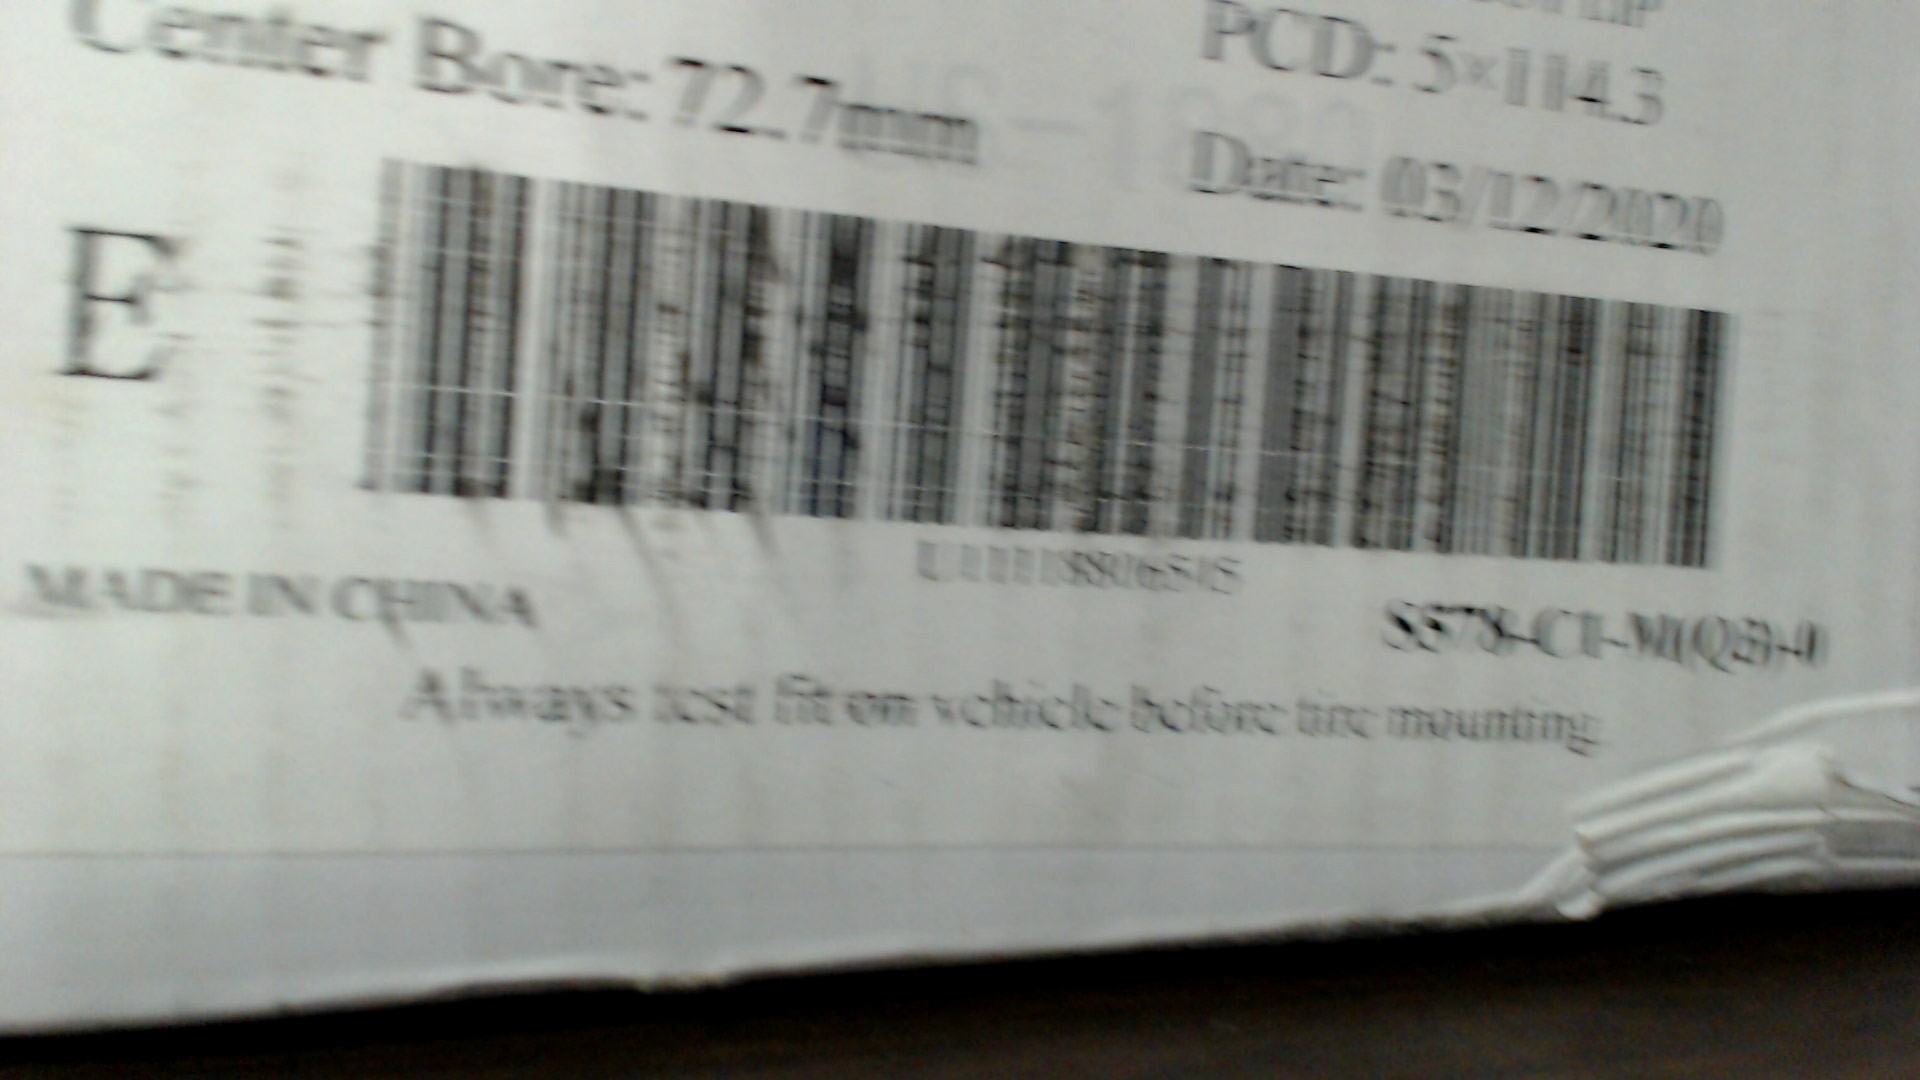 Center Bore: 72.7mm
PCD: 5×114.3
Date: 03/12/2020
E
MADE IN CHINA
Always test fit on vehicle before tire mounting.